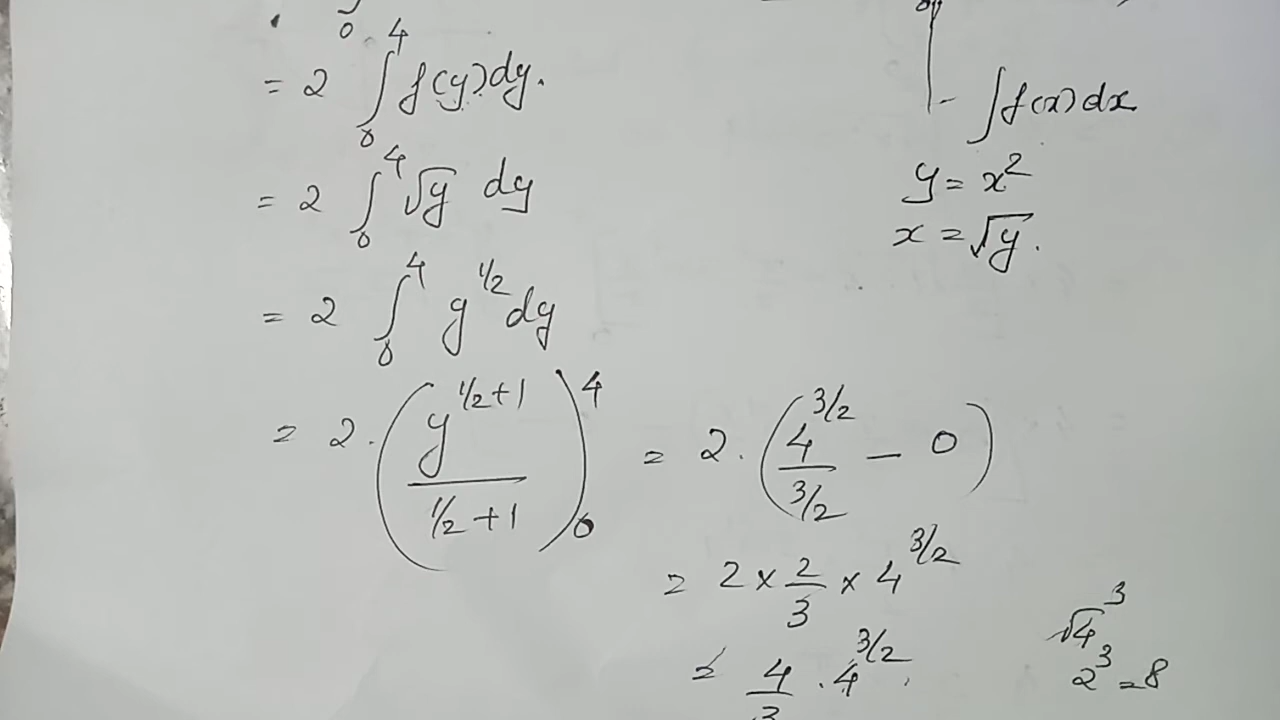 0
= 2 ∫₀⁴ f(y) dy.
= 2 ∫₀⁴ √y dy
= 2 ∫₀⁴ y^{1/2} dy
= 2. ( y^{1/2+1} / 1/2+1 )₀⁴ = 2. ( 4^{3/2} / 3/2 − 0 )
= 2 × 2/3 × 4^{3/2}
= 4/3 . 4^{3/2}.
∫ f(x) dx
y = x²
x = √y.
√4³
2³ = 8